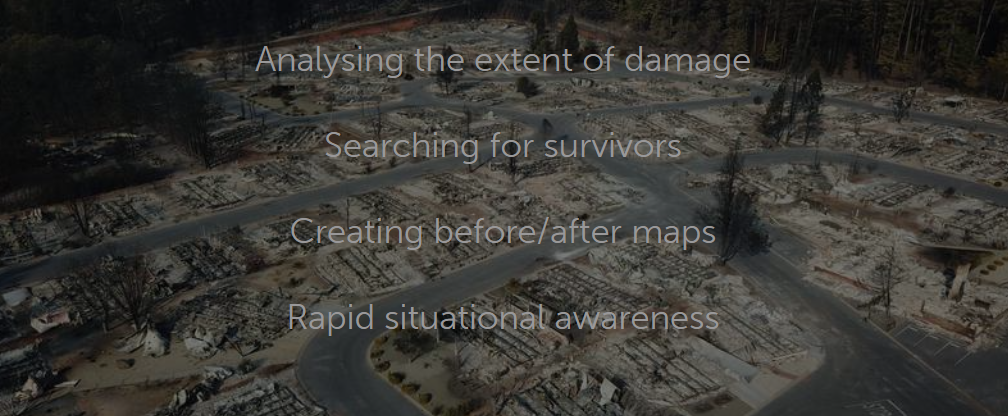 Analysing the extent of damage
Searching for survivors
Creating before/after maps
Rapid situational awareness